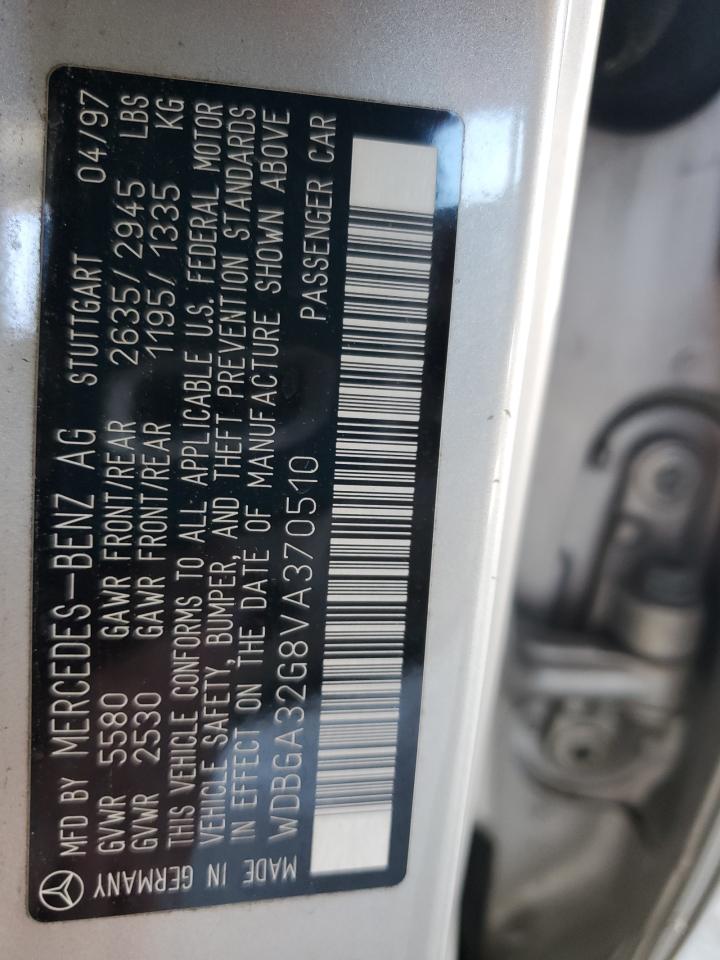 MFD BY MERCEDES-BENZ AG STUTTGART 04/97
GVWR 5580 GAWR FRONT/REAR 2635/2945 LBS
GVWR 2530 GAWR FRONT/REAR 1195/1335 KG
THIS VEHICLE CONFORMS TO ALL APPLICABLE U.S. FEDERAL MOTOR
VEHICLE SAFETY, BUMPER, AND THEFT PREVENTION STANDARDS
IN EFFECT ON THE DATE OF MANUFACTURE SHOWN ABOVE
WDBGA32G8VA370510 PASSENGER CAR
MADE IN GERMANY